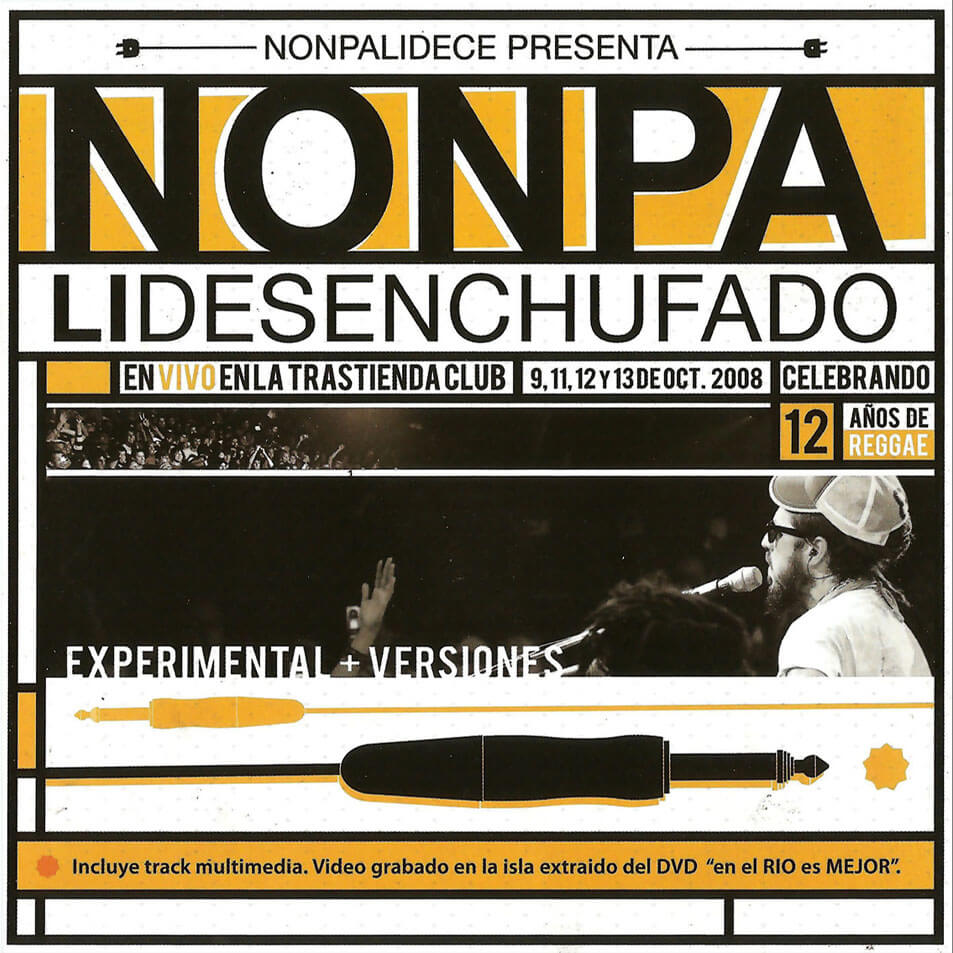 NONPALIDECE PRESENTA
NONPA
LIDESENCHUFADO
EN VIVO EN LA TRASTIENDA CLUB
9, 11, 12 Y 13 DE OCT. 2008
CELEBRANDO
12 AÑOS DE
REGGAE
EXPERIMENTAL + VERSIONES
Incluye track multimedia. Video grabado en la isla extraido del DVD "en el RIO es MEJOR".